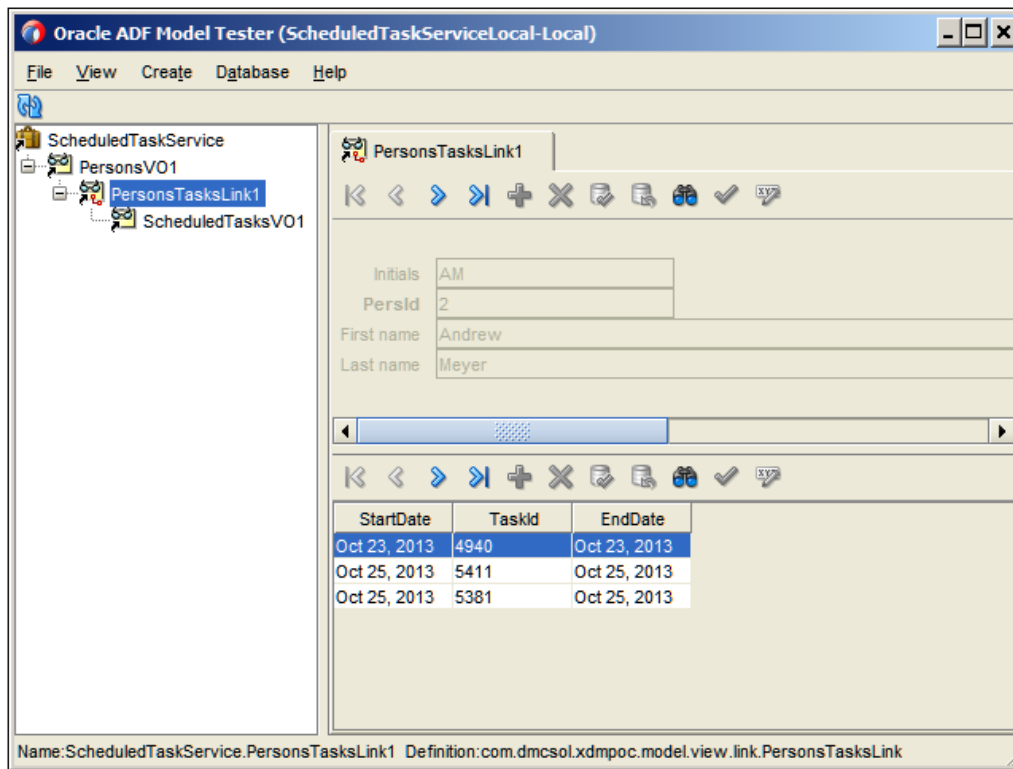 Oracle ADF Model Tester (ScheduledTaskServiceLocal-Local)
File View Create Database Help
ScheduledTaskService
PersonsVO1
PersonsTasksLink1
ScheduledTasksVO1
PersonsTasksLink1
Initials AM
PersId 2
First name Andrew
Last name Meyer
StartDate TaskId EndDate
Oct 23, 2013 4940 Oct 23, 2013
Oct 25, 2013 5411 Oct 25, 2013
Oct 25, 2013 5381 Oct 25, 2013
Name:ScheduledTaskService.PersonsTasksLink1 Definition:com.dmcsol.xdmpoc.model.view.link.PersonsTasksLink